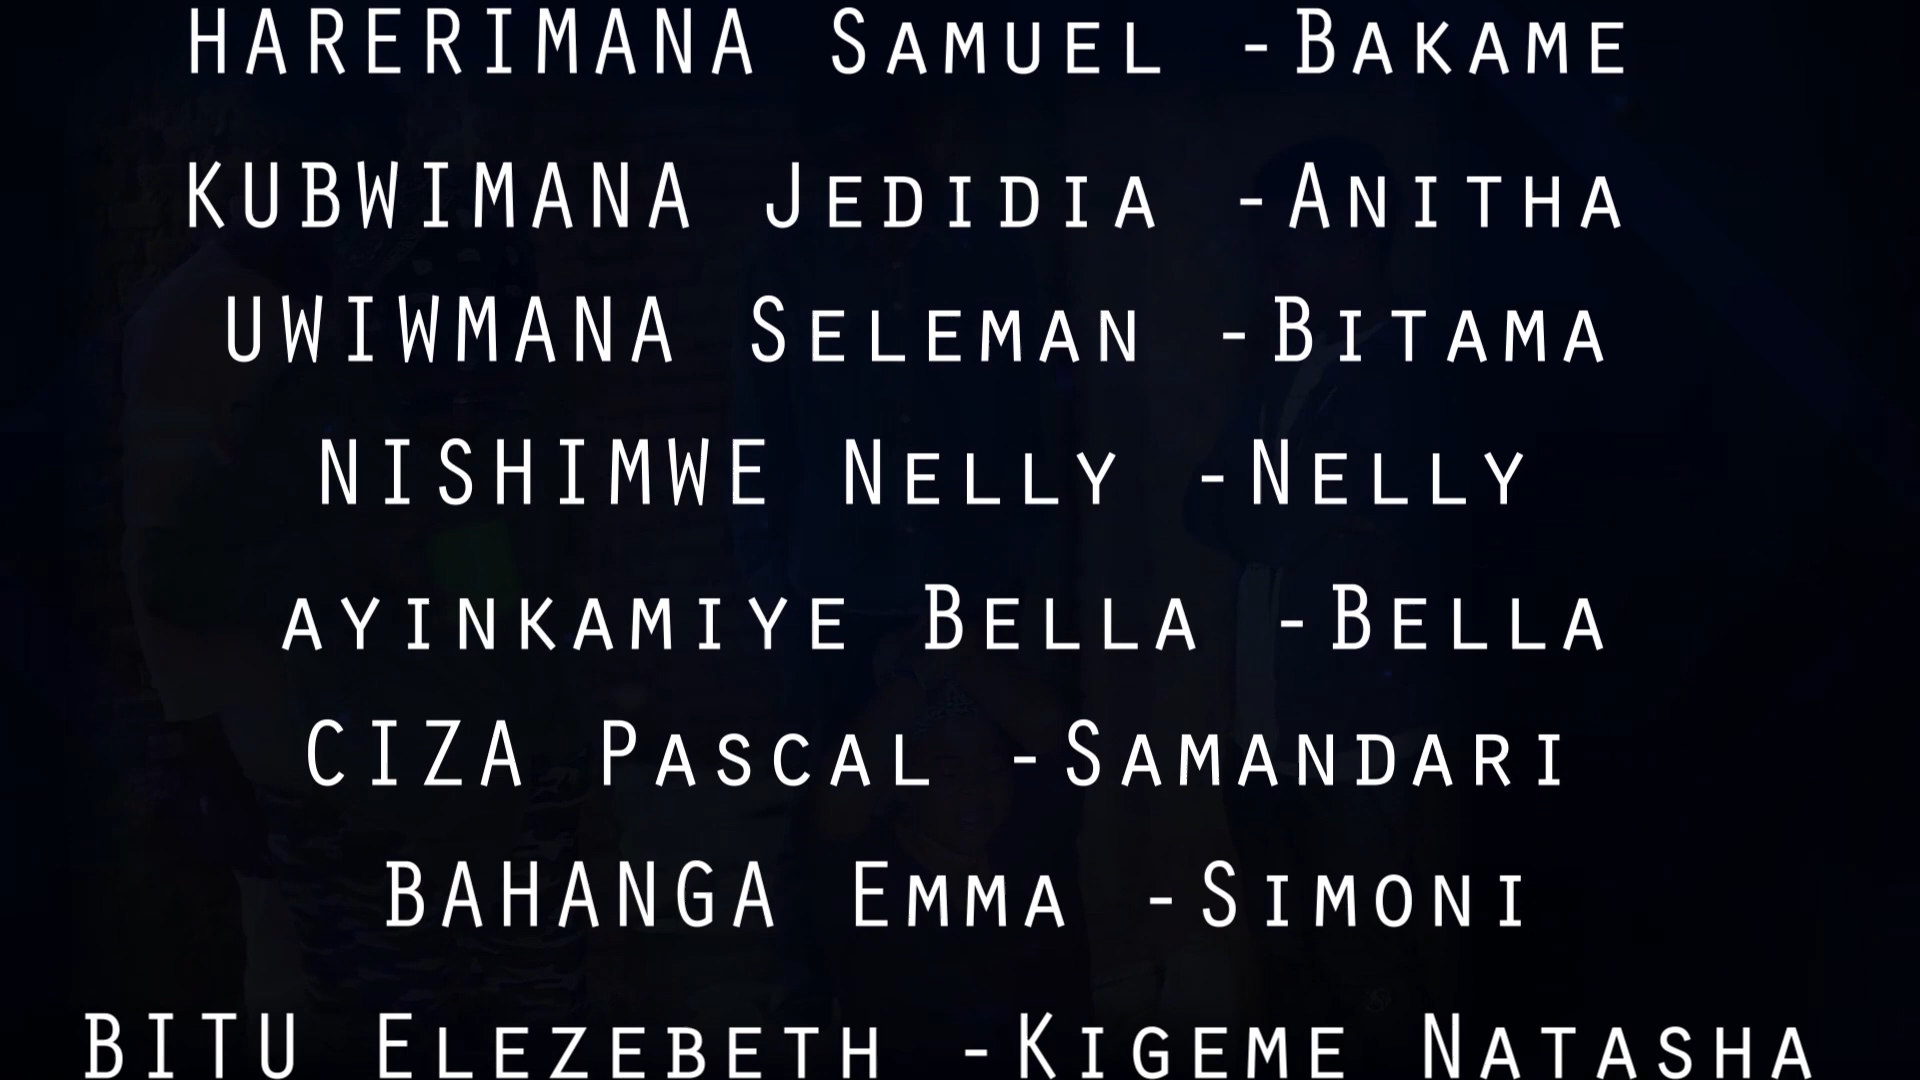 HARERIMANA Samuel -Bakame
KUBWIMANA Jedidia -Anitha
UWIWMANA Seleman -Bitama
NISHIMWE Nelly -Nelly
ayinkamiye Bella -Bella
CIZA Pascal -Samandari
BAHANGA Emma -Simoni
BITU Elezebeth -Kigeme Natasha